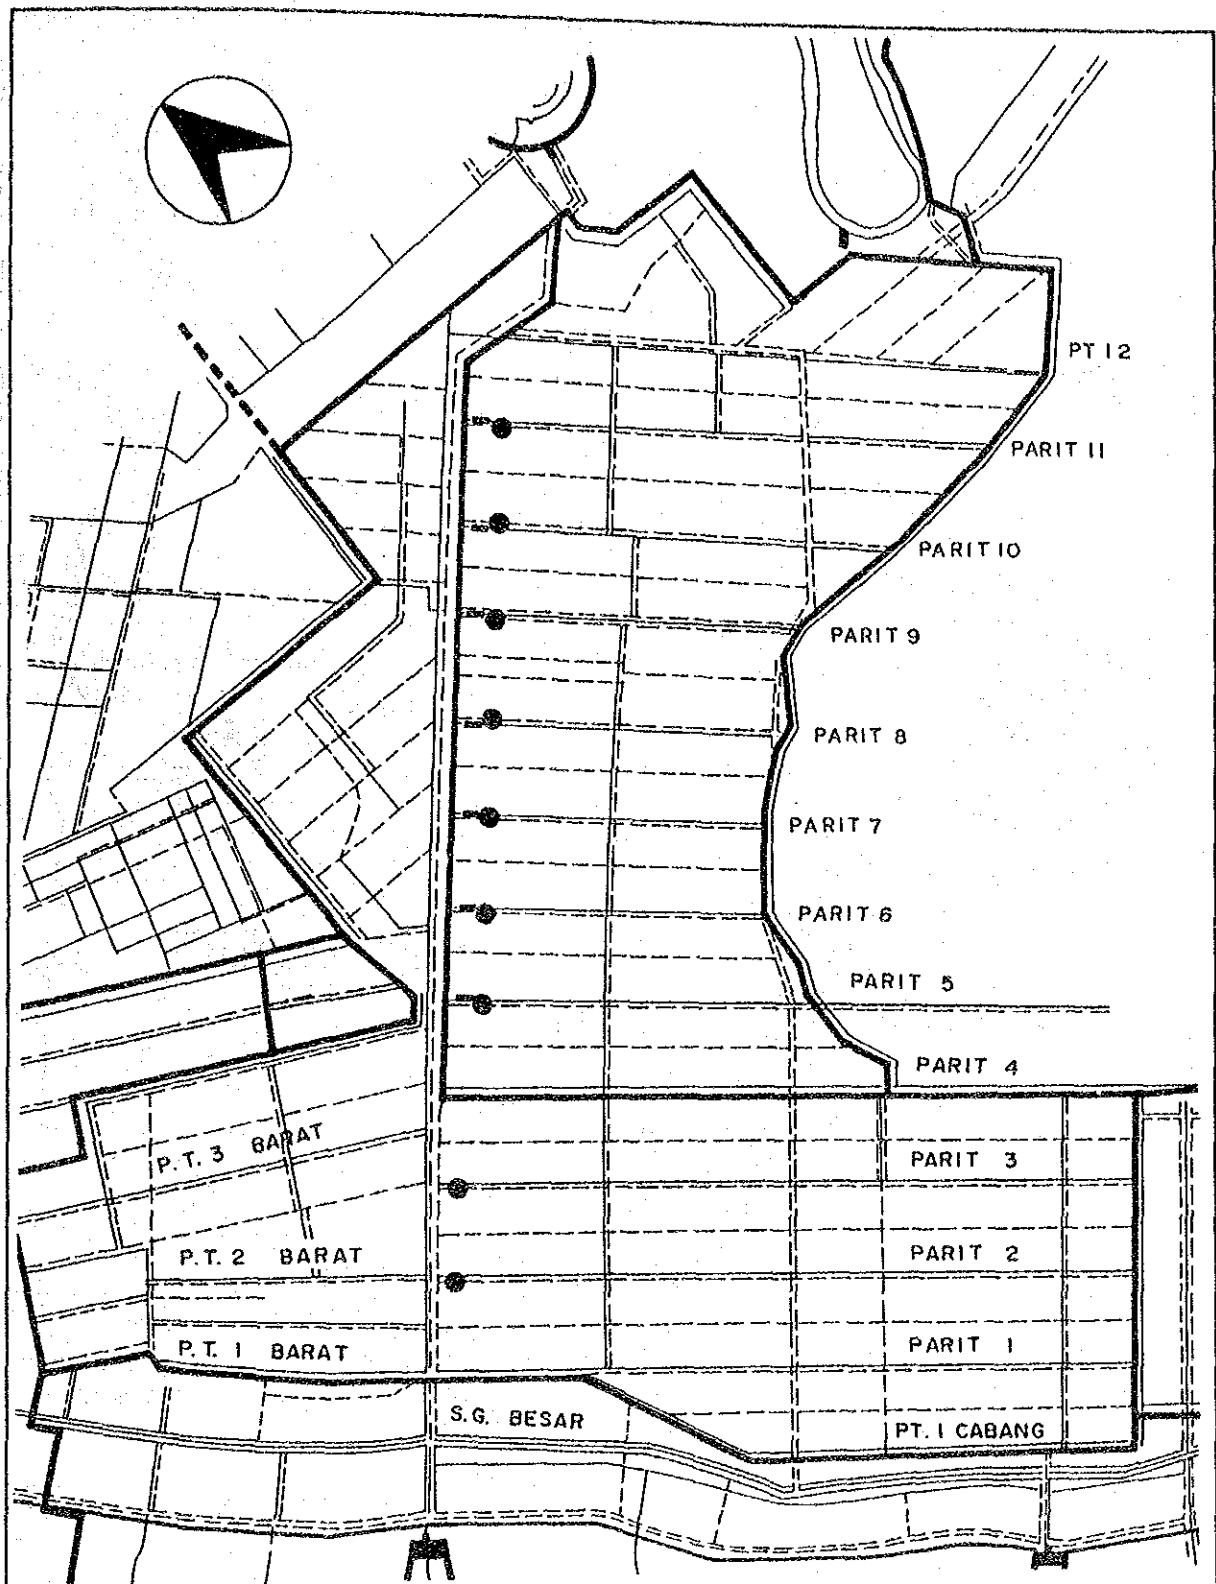 PT 12
PARIT 11
PARIT 10
PARIT 9
PARIT 8
PARIT 7
PARIT 6
PARIT 5
PARIT 4
P.T. 3 BARAT
PARIT 3
P.T. 2 BARAT
PARIT 2
P.T. 1 BARAT
PARIT 1
S.G. BESAR
PT. 1 CABANG